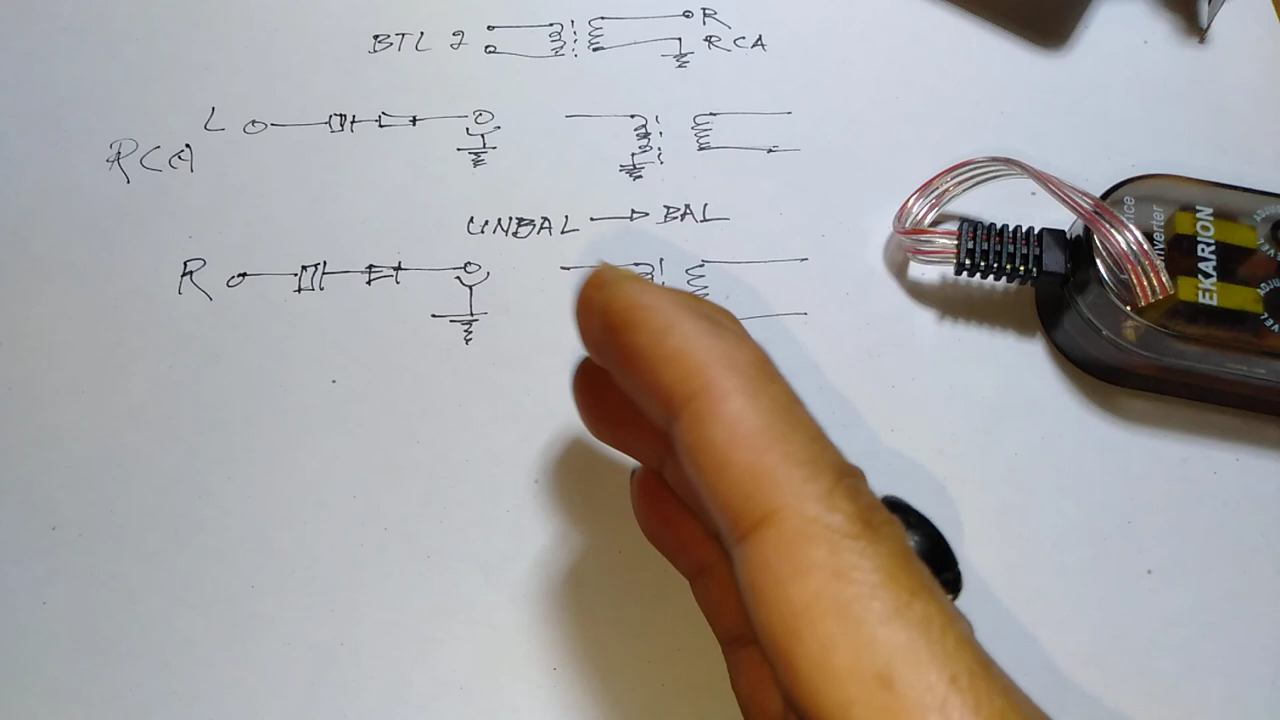 BTL 2
R
RCA
L
RCA
UNBAL → BAL
R
EKARION